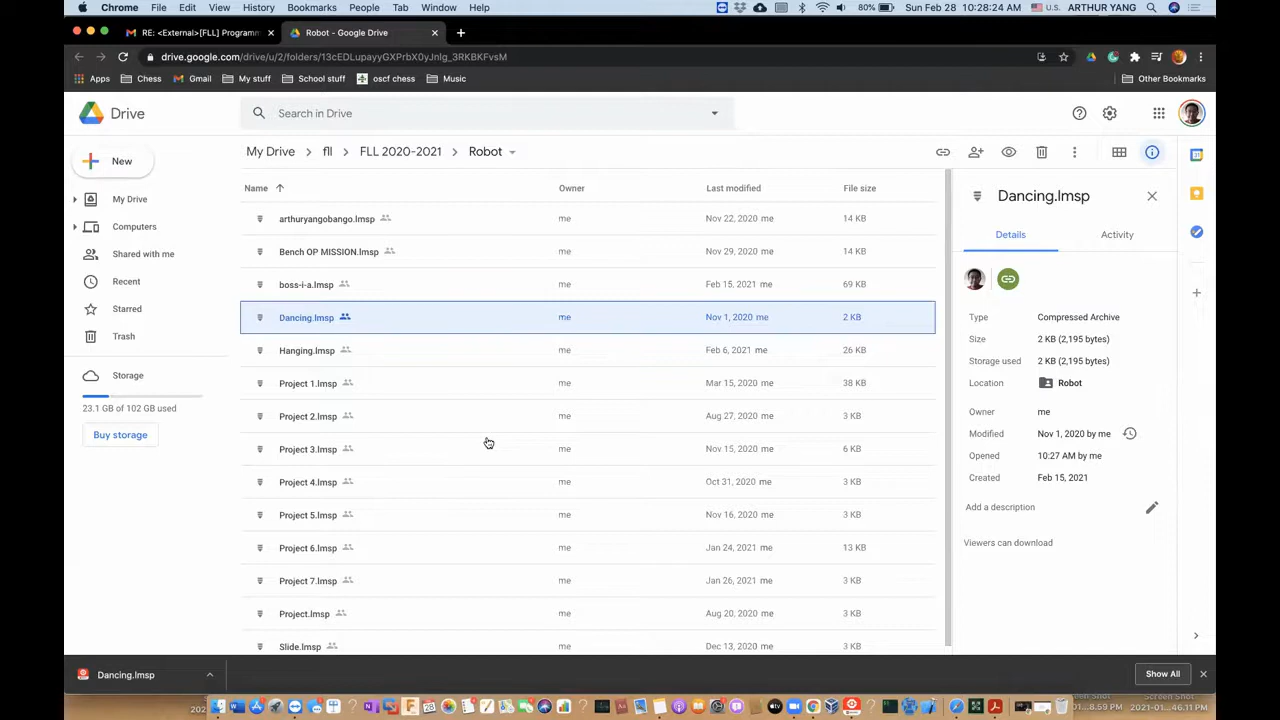 Chrome File Edit View History Bookmarks People Tab Window Help 80% Sun Feb 28 10:28:24 AM U.S. ARTHUR YANG
RE: <External>[FLL] Programm Robot - Google Drive
drive.google.com/drive/u/2/folders/13cEDLupayyGXPrbX0yJnlg_3RKBKFvsM
Apps Chess Gmail My stuff School stuff oscf chess Music Other Bookmarks
Drive Search in Drive
New
My Drive
Computers
Shared with me
Recent
Starred
Trash
Storage
23.1 GB of 102 GB used
Buy storage
My Drive fll FLL 2020-2021 Robot
Name Owner Last modified File size
arthuryangobango.lmsp me Nov 22, 2020 me 14 KB
Bench OP MISSION.lmsp me Nov 29, 2020 me 14 KB
boss-i-a.lmsp me Feb 15, 2021 me 69 KB
Dancing.lmsp me Nov 1, 2020 me 2 KB
Hanging.lmsp me Feb 6, 2021 me 26 KB
Project 1.lmsp me Mar 15, 2020 me 38 KB
Project 2.lmsp me Aug 27, 2020 me 3 KB
Project 3.lmsp me Nov 15, 2020 me 6 KB
Project 4.lmsp me Oct 31, 2020 me 3 KB
Project 5.lmsp me Nov 16, 2020 me 3 KB
Project 6.lmsp me Jan 24, 2021 me 13 KB
Project 7.lmsp me Jan 26, 2021 me 3 KB
Project.lmsp me Aug 20, 2020 me 3 KB
Slide.lmsp me Dec 13, 2020 me 3 KB
Dancing.lmsp
Details Activity
Type Compressed Archive
Size 2 KB (2,195 bytes)
Storage used 2 KB (2,195 bytes)
Location Robot
Owner me
Modified Nov 1, 2020 by me
Opened 10:27 AM by me
Created Feb 15, 2021
Add a description
Viewers can download
Dancing.lmsp Show All
Screen Shot
202 01...8.59 PM 2021-01...46.11 PM